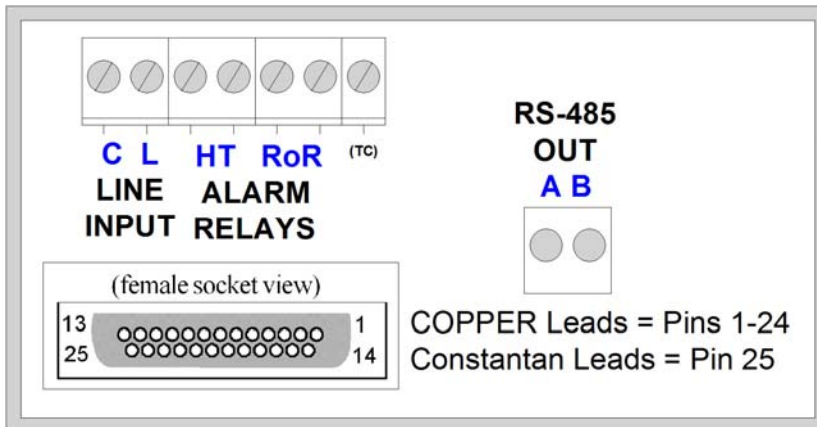 C L HT RoR (TC)
LINE ALARM
INPUT RELAYS
RS-485
OUT
A B
(female socket view)
13 1
25 14
COPPER Leads = Pins 1-24
Constantan Leads = Pin 25